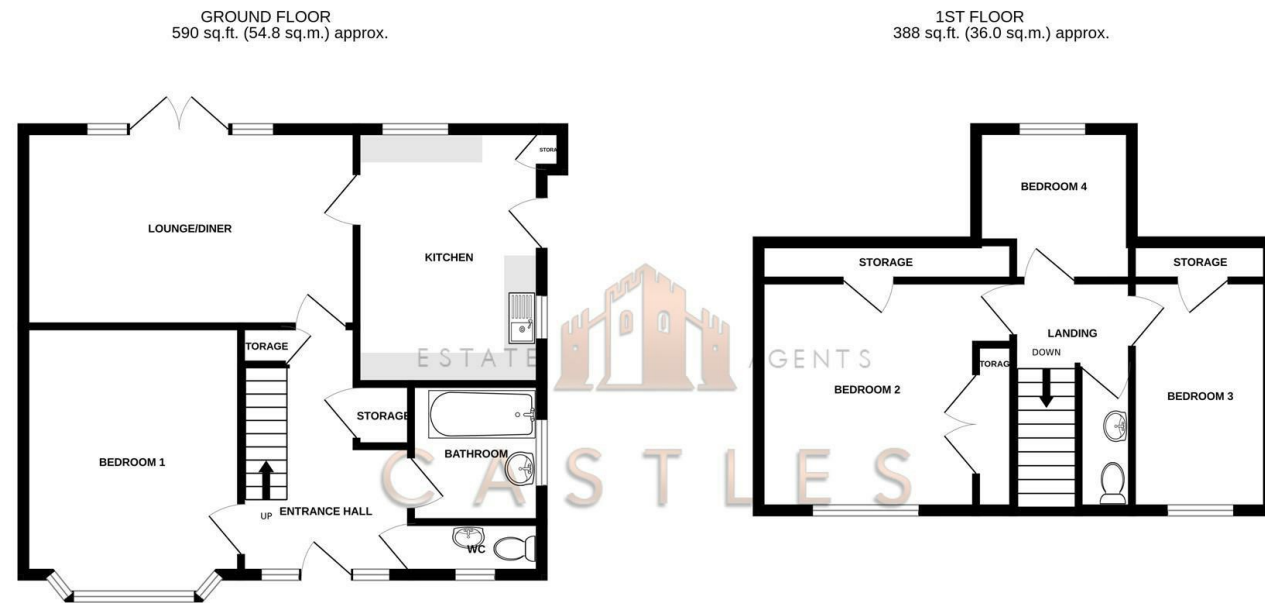 GROUND FLOOR
590 sq.ft. (54.8 sq.m.) approx.
LOUNGE/DINER
KITCHEN
STORA
TORAGE
STORAGE
BEDROOM 1
BATHROOM
UP
ENTRANCE HALL
WC
1ST FLOOR
388 sq.ft. (36.0 sq.m.) approx.
BEDROOM 4
STORAGE
STORAGE
LANDING
DOWN
TORAG
BEDROOM 2
BEDROOM 3
ESTATE AGENTS
CASTLES